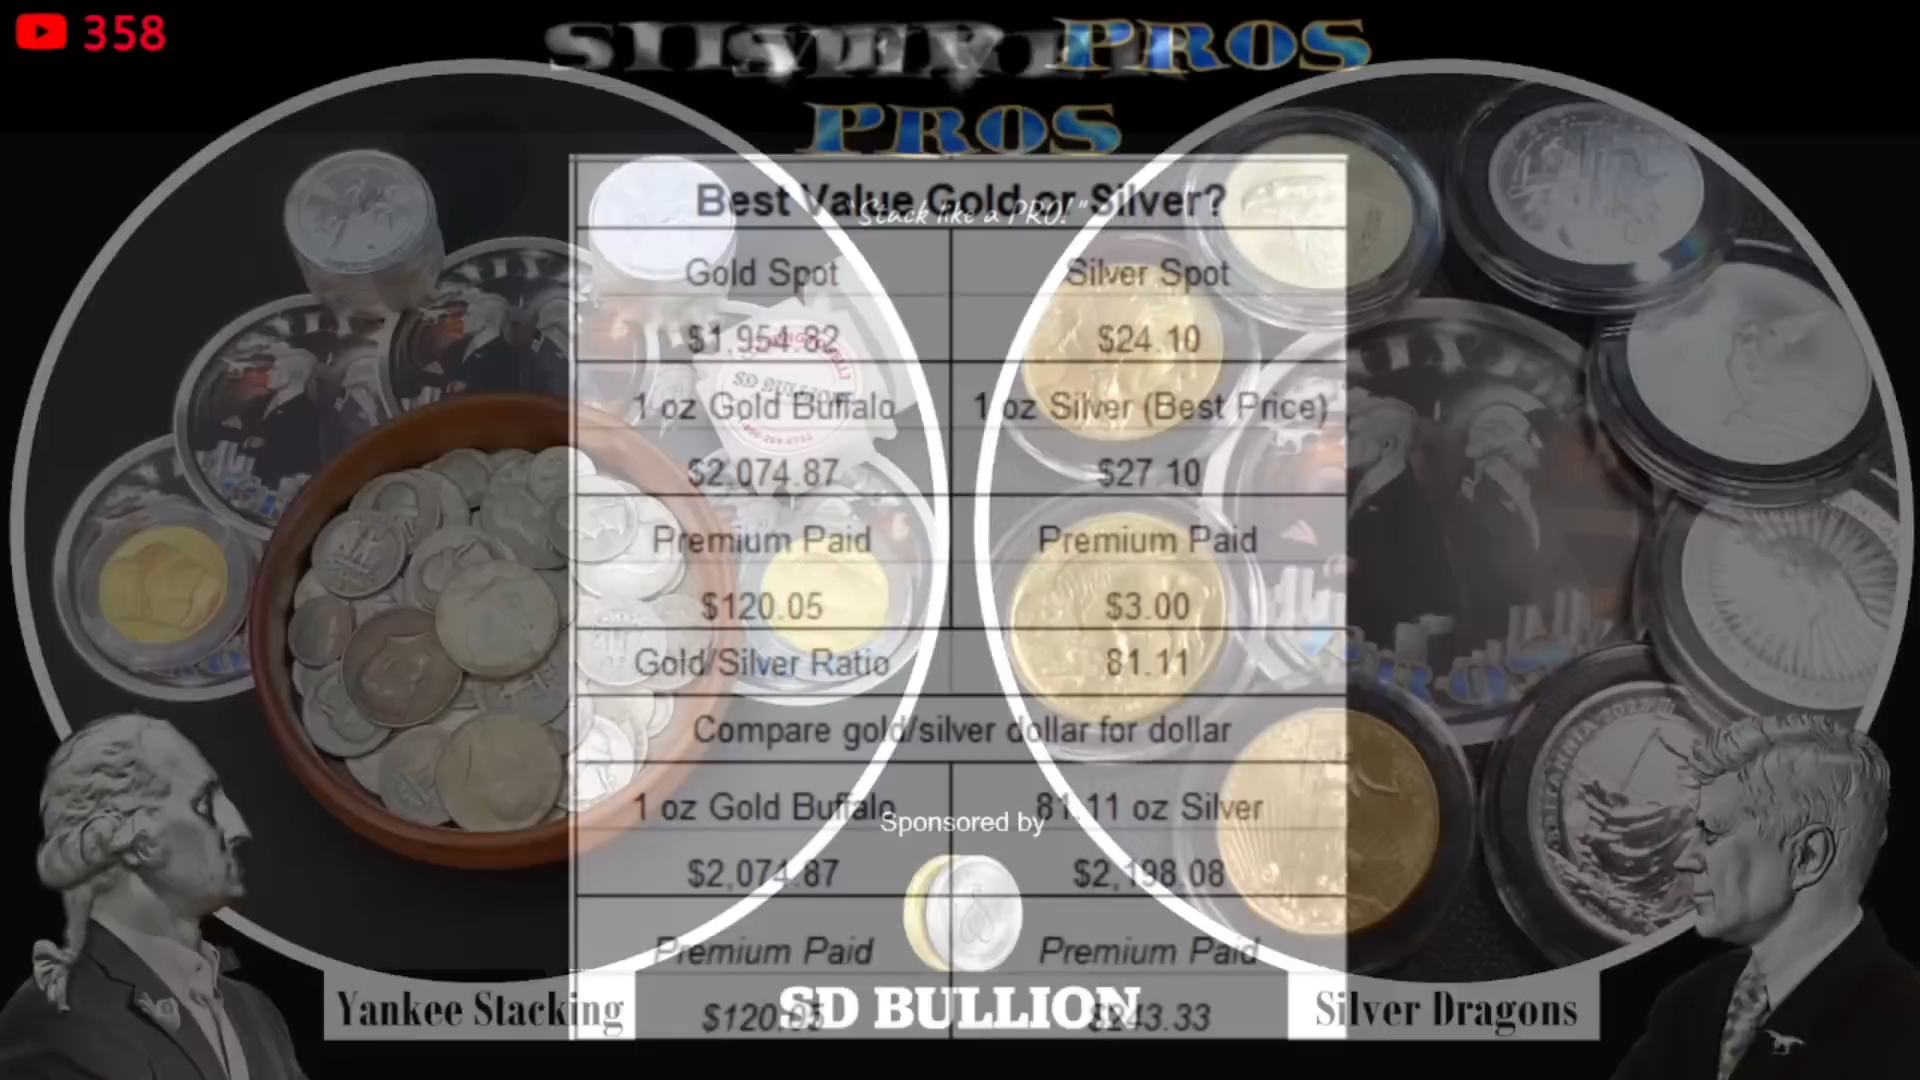 358
SILVER PROS
PROS
Best Value Gold or Silver?
"Stack like a PRO!"
Gold Spot Silver Spot
$1,954.82 $24.10
SD BULLION
1 oz Gold Buffalo 1 oz Silver (Best Price)
$2,074.87 $27.10
Premium Paid Premium Paid
$120.05 $3.00
Gold/Silver Ratio 81.11
Compare gold/silver dollar for dollar
1 oz Gold Buffalo 81.11 oz Silver
Sponsored by
$2,074.87 $2,198.08
Premium Paid Premium Paid
$120.05 $243.33
Yankee Stacking SD BULLION Silver Dragons